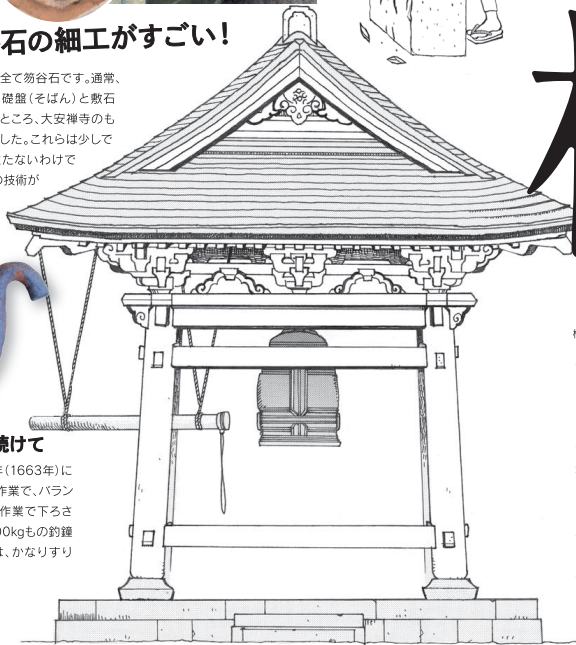 石の細工がすごい!
全て笏谷石です。通常、
礎盤(そばん)と敷石
ところ、大安禅寺のも
した。これらは少しで
たないわけで
の技術が
続けて
年(1663年)に
作業で、バラン
作業で下ろさ
00kgもの釣鐘
は、かなりすり